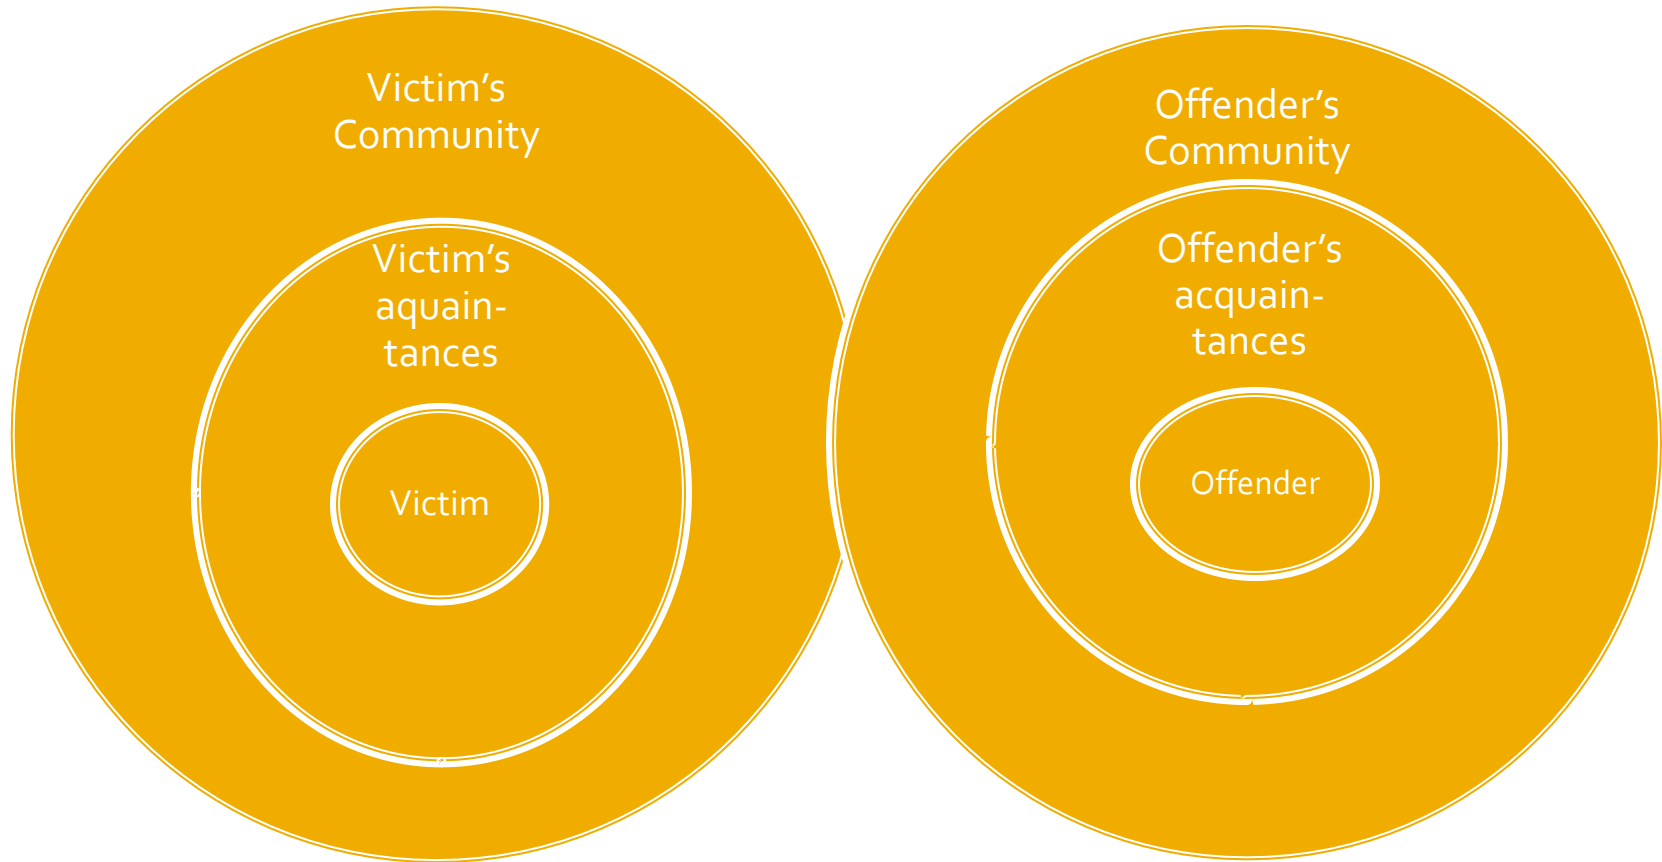 Victim’s
Community
Victim’s
aquain-
tances
Victim
Offender’s
Community
Offender’s
acquain-
tances
Offender